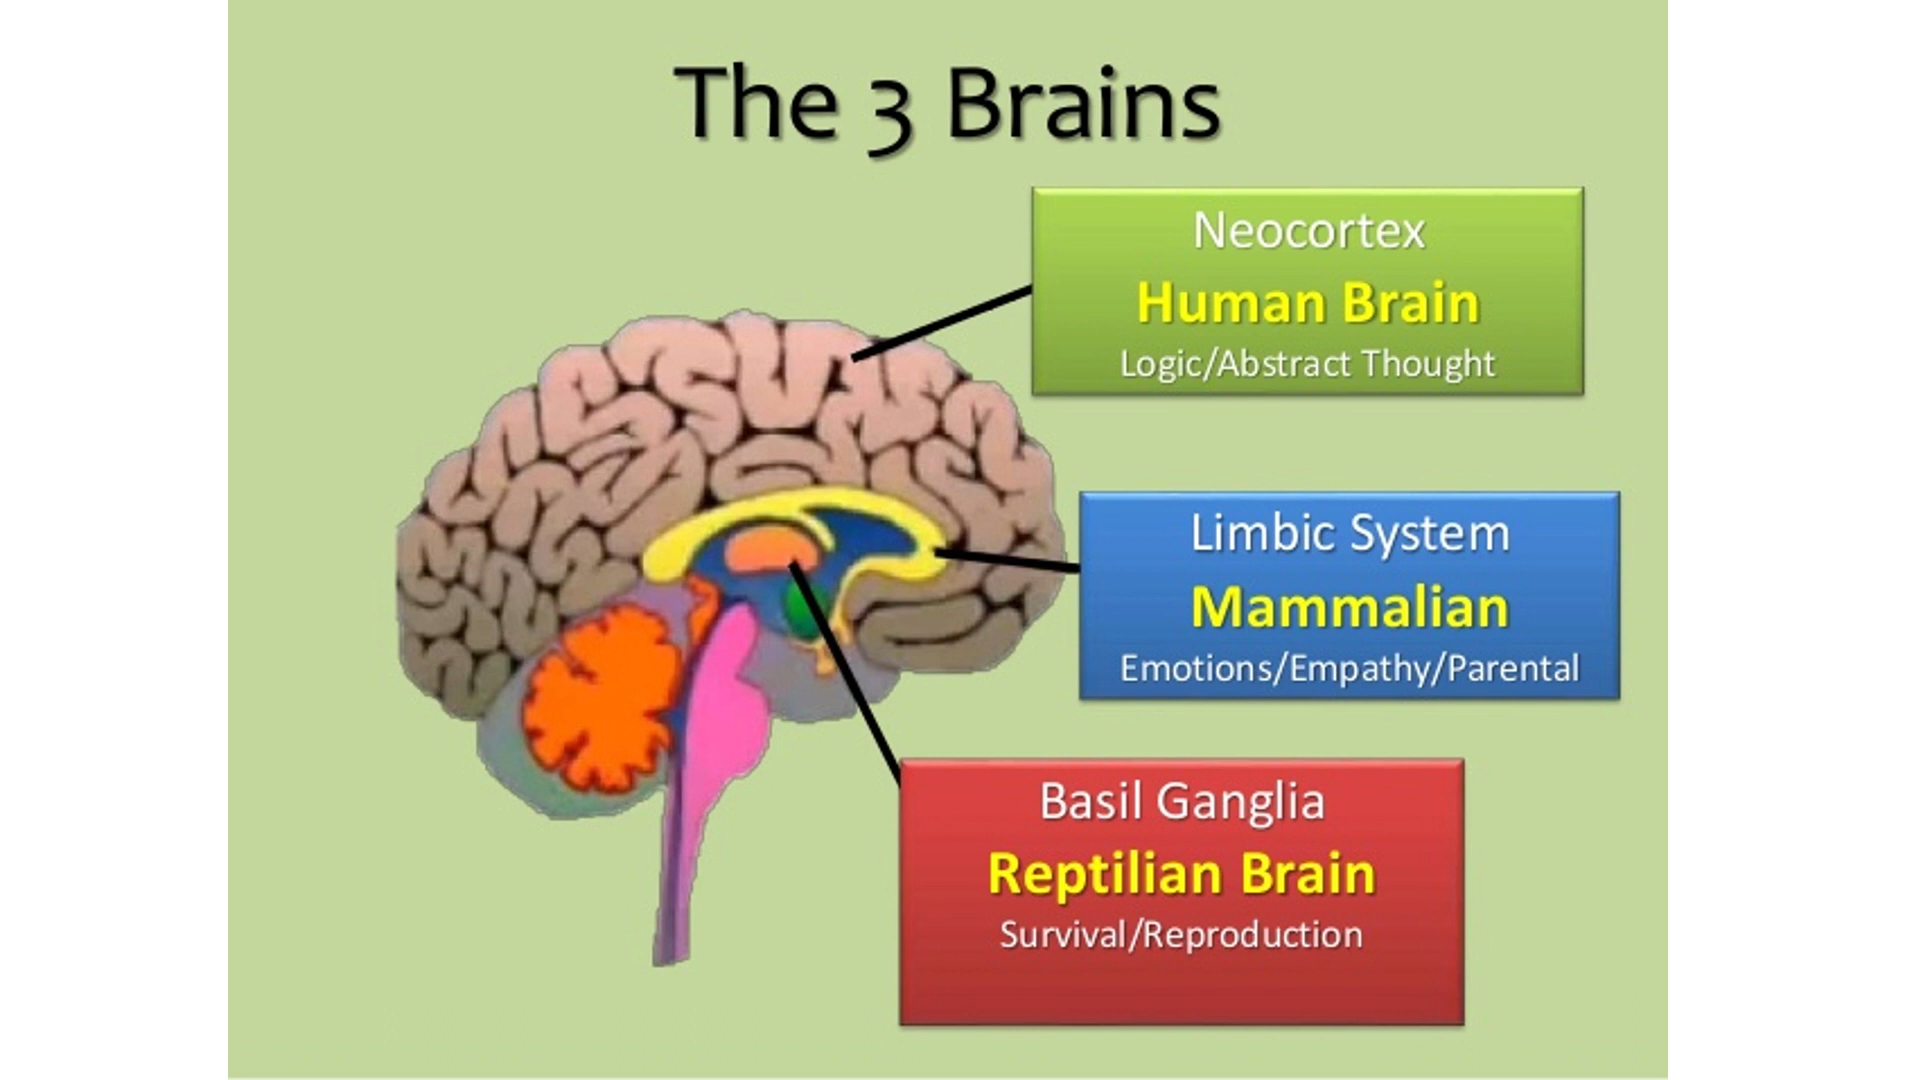 The 3 Brains
Neocortex
Human Brain
Logic/Abstract Thought
Limbic System
Mammalian
Emotions/Empathy/Parental
Basil Ganglia
Reptilian Brain
Survival/Reproduction